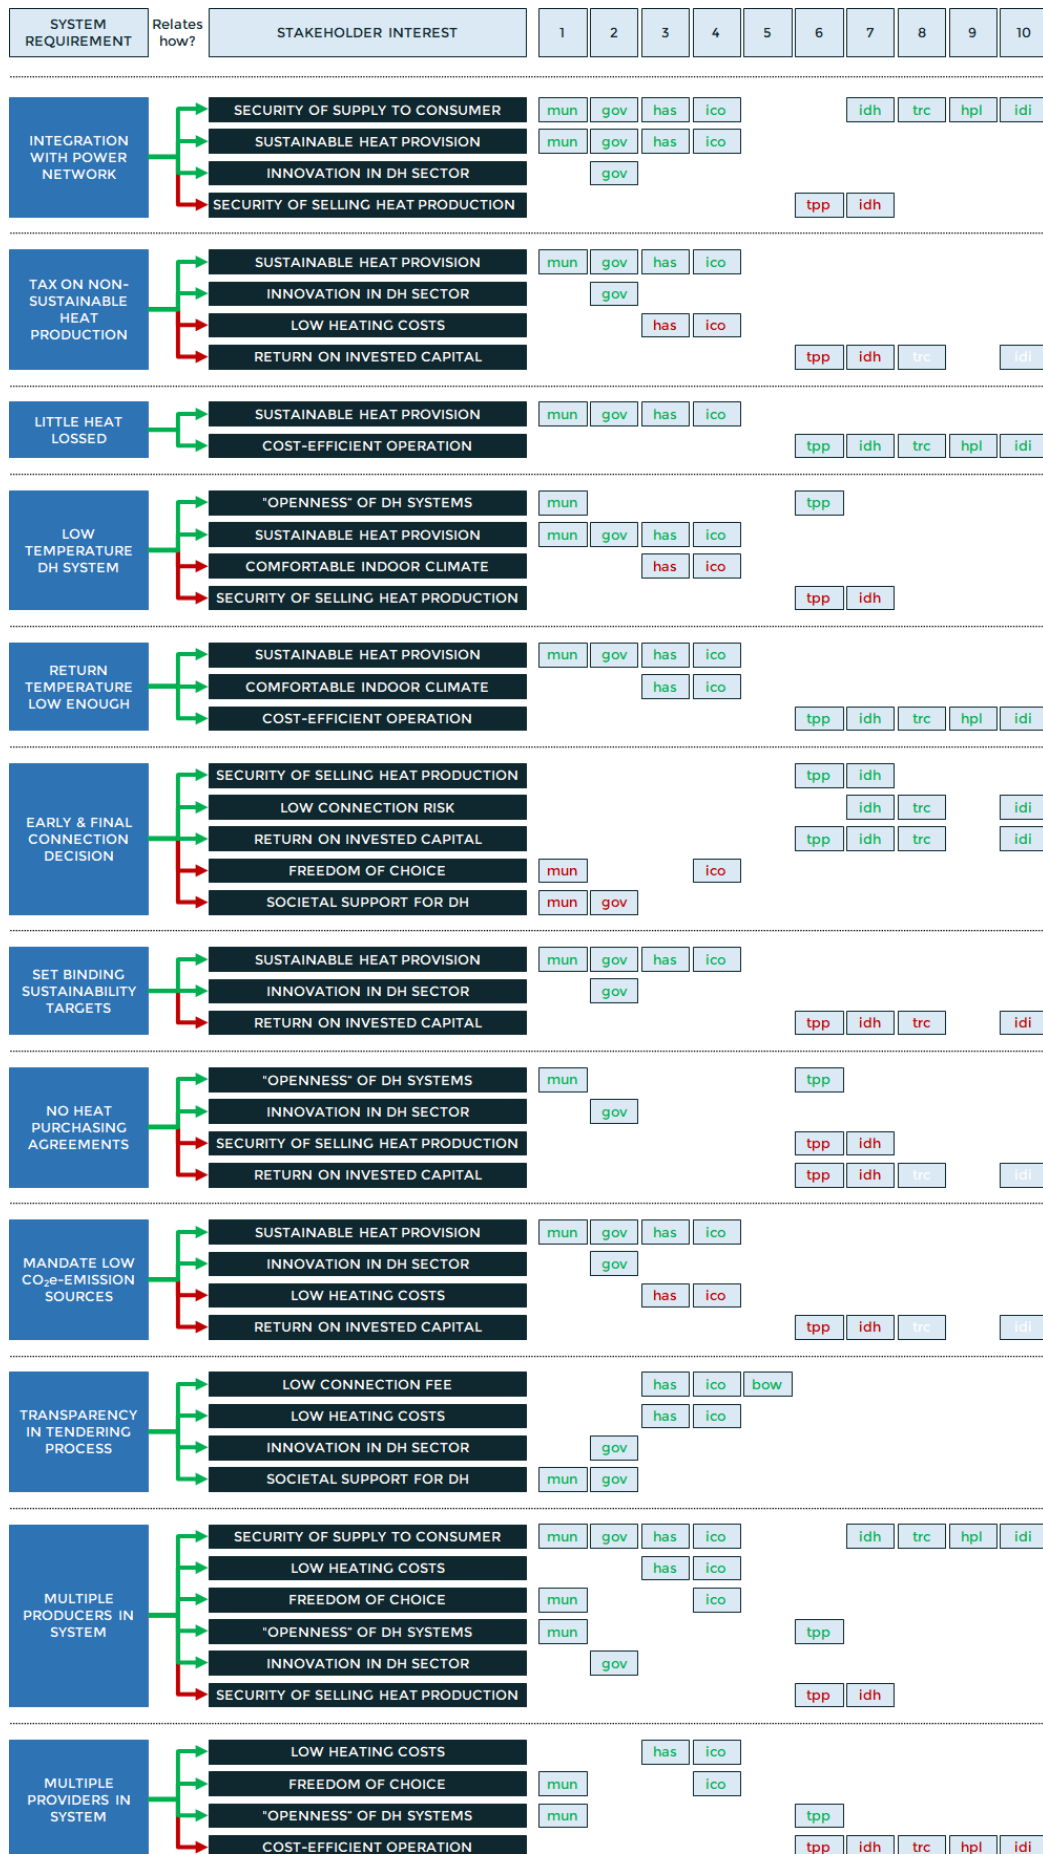 SYSTEM REQUIREMENT
Relates how?
STAKEHOLDER INTEREST
1 2 3 4 5 6 7 8 9 10
INTEGRATION
WITH POWER
NETWORK
SECURITY OF SUPPLY TO CONSUMER mun gov has ico idh trc hpl idi
SUSTAINABLE HEAT PROVISION mun gov has ico
INNOVATION IN DH SECTOR gov
SECURITY OF SELLING HEAT PRODUCTION tpp idh
TAX ON NON-
SUSTAINABLE
HEAT
PRODUCTION
SUSTAINABLE HEAT PROVISION mun gov has ico
INNOVATION IN DH SECTOR gov
LOW HEATING COSTS has ico
RETURN ON INVESTED CAPITAL tpp idh trc idi
LITTLE HEAT
LOSSED
SUSTAINABLE HEAT PROVISION mun gov has ico
COST-EFFICIENT OPERATION tpp idh trc hpl idi
LOW
TEMPERATURE
DH SYSTEM
"OPENNESS" OF DH SYSTEMS mun tpp
SUSTAINABLE HEAT PROVISION mun gov has ico
COMFORTABLE INDOOR CLIMATE has ico
SECURITY OF SELLING HEAT PRODUCTION tpp idh
RETURN
TEMPERATURE
LOW ENOUGH
SUSTAINABLE HEAT PROVISION mun gov has ico
COMFORTABLE INDOOR CLIMATE has ico
COST-EFFICIENT OPERATION tpp idh trc hpl idi
EARLY & FINAL
CONNECTION
DECISION
SECURITY OF SELLING HEAT PRODUCTION tpp idh
LOW CONNECTION RISK idh trc idi
RETURN ON INVESTED CAPITAL tpp idh trc idi
FREEDOM OF CHOICE mun ico
SOCIETAL SUPPORT FOR DH mun gov
SET BINDING
SUSTAINABILITY
TARGETS
SUSTAINABLE HEAT PROVISION mun gov has ico
INNOVATION IN DH SECTOR gov
RETURN ON INVESTED CAPITAL tpp idh trc idi
NO HEAT
PURCHASING
AGREEMENTS
"OPENNESS" OF DH SYSTEMS mun tpp
INNOVATION IN DH SECTOR gov
SECURITY OF SELLING HEAT PRODUCTION tpp idh
RETURN ON INVESTED CAPITAL tpp idh trc idi
MANDATE LOW
CO₂e-EMISSION
SOURCES
SUSTAINABLE HEAT PROVISION mun gov has ico
INNOVATION IN DH SECTOR gov
LOW HEATING COSTS has ico
RETURN ON INVESTED CAPITAL tpp idh trc idi
TRANSPARENCY
IN TENDERING
PROCESS
LOW CONNECTION FEE has ico bow
LOW HEATING COSTS has ico
INNOVATION IN DH SECTOR gov
SOCIETAL SUPPORT FOR DH mun gov
MULTIPLE
PRODUCERS IN
SYSTEM
SECURITY OF SUPPLY TO CONSUMER mun gov has ico idh trc hpl idi
LOW HEATING COSTS has ico
FREEDOM OF CHOICE mun ico
"OPENNESS" OF DH SYSTEMS mun tpp
INNOVATION IN DH SECTOR gov
SECURITY OF SELLING HEAT PRODUCTION tpp idh
MULTIPLE
PROVIDERS IN
SYSTEM
LOW HEATING COSTS has ico
FREEDOM OF CHOICE mun ico
"OPENNESS" OF DH SYSTEMS mun tpp
COST-EFFICIENT OPERATION tpp idh trc hpl idi